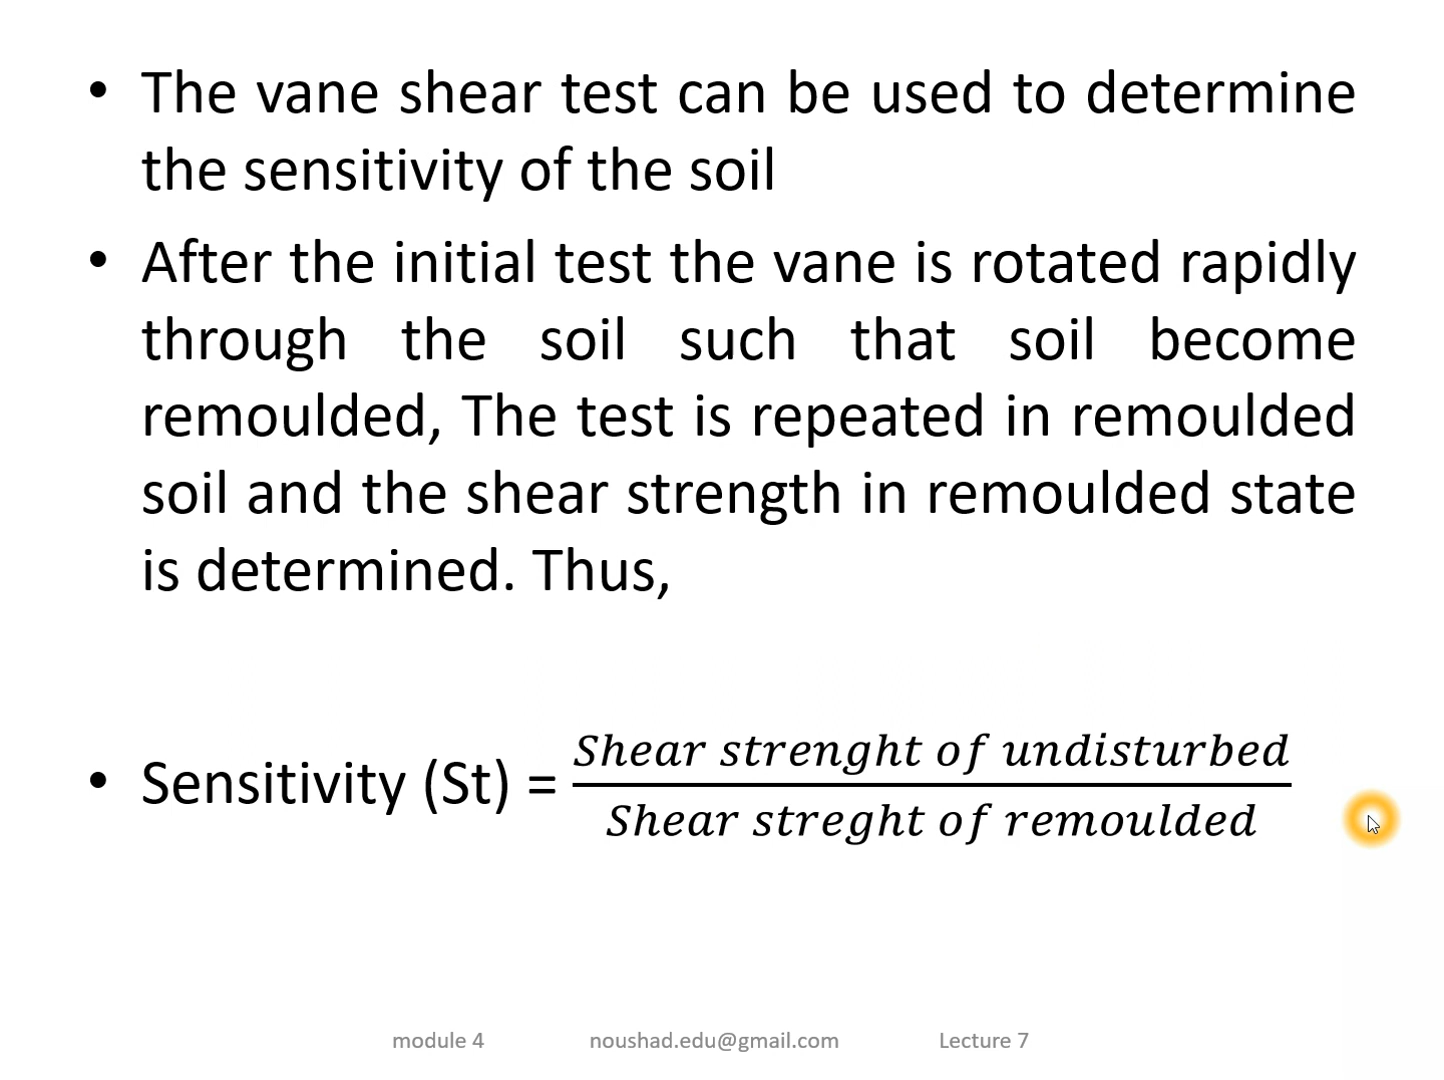 • The vane shear test can be used to determine
the sensitivity of the soil
• After the initial test the vane is rotated rapidly
through the soil such that soil become
remoulded, The test is repeated in remoulded
soil and the shear strength in remoulded state
is determined. Thus,
Shear strenght of undisturbed
• Sensitivity (St) =
Shear streght of remoulded
module 4 noushad.edu@gmail.com Lecture 7